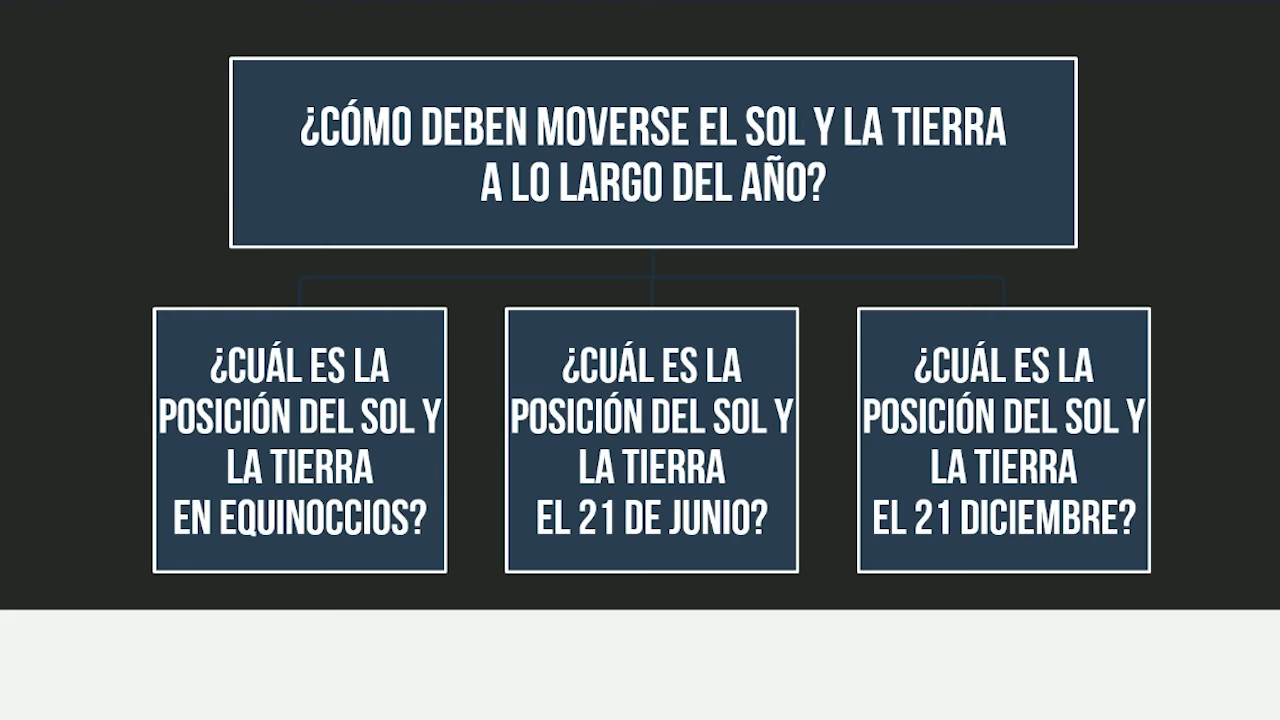 ¿CÓMO DEBEN MOVERSE EL SOL Y LA TIERRA
A LO LARGO DEL AÑO?
¿CUÁL ES LA
POSICIÓN DEL SOL Y
LA TIERRA
EN EQUINOCCIOS?
¿CUÁL ES LA
POSICIÓN DEL SOL Y
LA TIERRA
EL 21 DE JUNIO?
¿CUÁL ES LA
POSICIÓN DEL SOL Y
LA TIERRA
EL 21 DICIEMBRE?